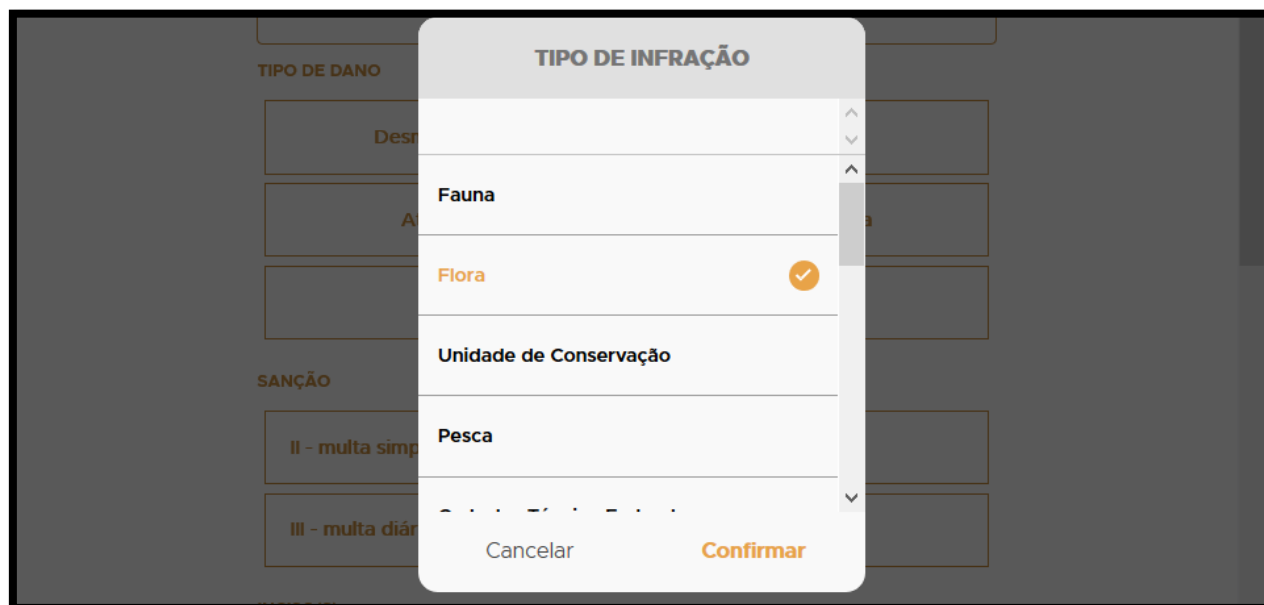 TIPO DE INFRAÇÃO
TIPO DE DANO
Fauna
Flora
Unidade de Conservação
SANÇÃO
Pesca
II - multa simp
III - multa diár
Cancelar
Confirmar